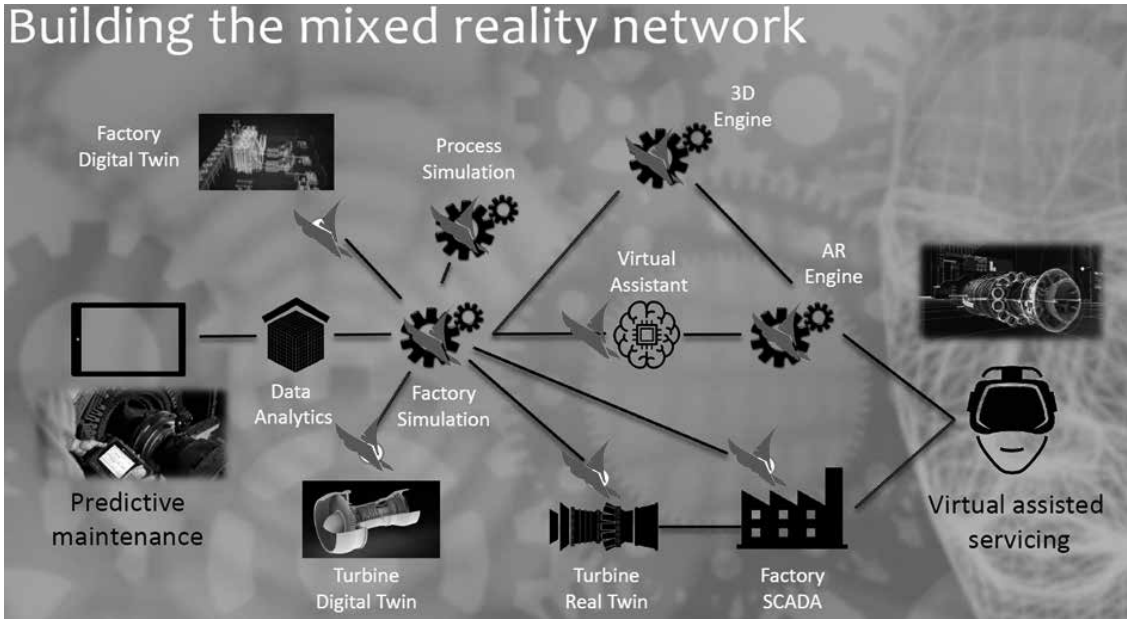 Building the mixed reality network
3D
Engine
Factory
Digital Twin
Process
Simulation
Virtual
Assistant
AR
Engine
Data
Analytics
Factory
Simulation
Predictive
maintenance
Virtual assisted
servicing
Turbine
Digital Twin
Turbine
Real Twin
Factory
SCADA